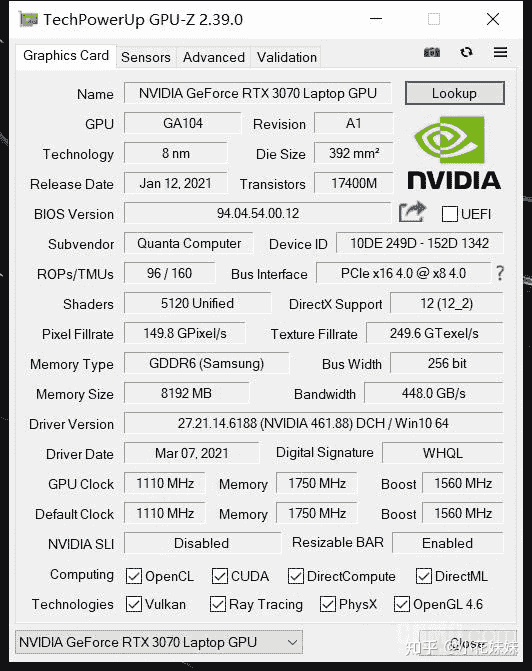 TechPowerUp GPU-Z 2.39.0
Graphics Card Sensors Advanced Validation
Name NVIDIA GeForce RTX 3070 Laptop GPU Lookup
GPU GA104 Revision A1
Technology 8 nm Die Size 392 mm²
Release Date Jan 12, 2021 Transistors 17400M
NVIDIA
BIOS Version 94.04.54.00.12 UEFI
Subvendor Quanta Computer Device ID 10DE 249D - 152D 1342
ROPs/TMUs 96 / 160 Bus Interface PCIe x16 4.0 @ x8 4.0 ?
Shaders 5120 Unified DirectX Support 12 (12_2)
Pixel Fillrate 149.8 GPixel/s Texture Fillrate 249.6 GTexel/s
Memory Type GDDR6 (Samsung) Bus Width 256 bit
Memory Size 8192 MB Bandwidth 448.0 GB/s
Driver Version 27.21.14.6188 (NVIDIA 461.88) DCH / Win10 64
Driver Date Mar 07, 2021 Digital Signature WHQL
GPU Clock 1110 MHz Memory 1750 MHz Boost 1560 MHz
Default Clock 1110 MHz Memory 1750 MHz Boost 1560 MHz
NVIDIA SLI Disabled Resizable BAR Enabled
Computing OpenCL CUDA DirectCompute DirectML
Technologies Vulkan Ray Tracing PhysX OpenGL 4.6
NVIDIA GeForce RTX 3070 Laptop GPU Close
知乎